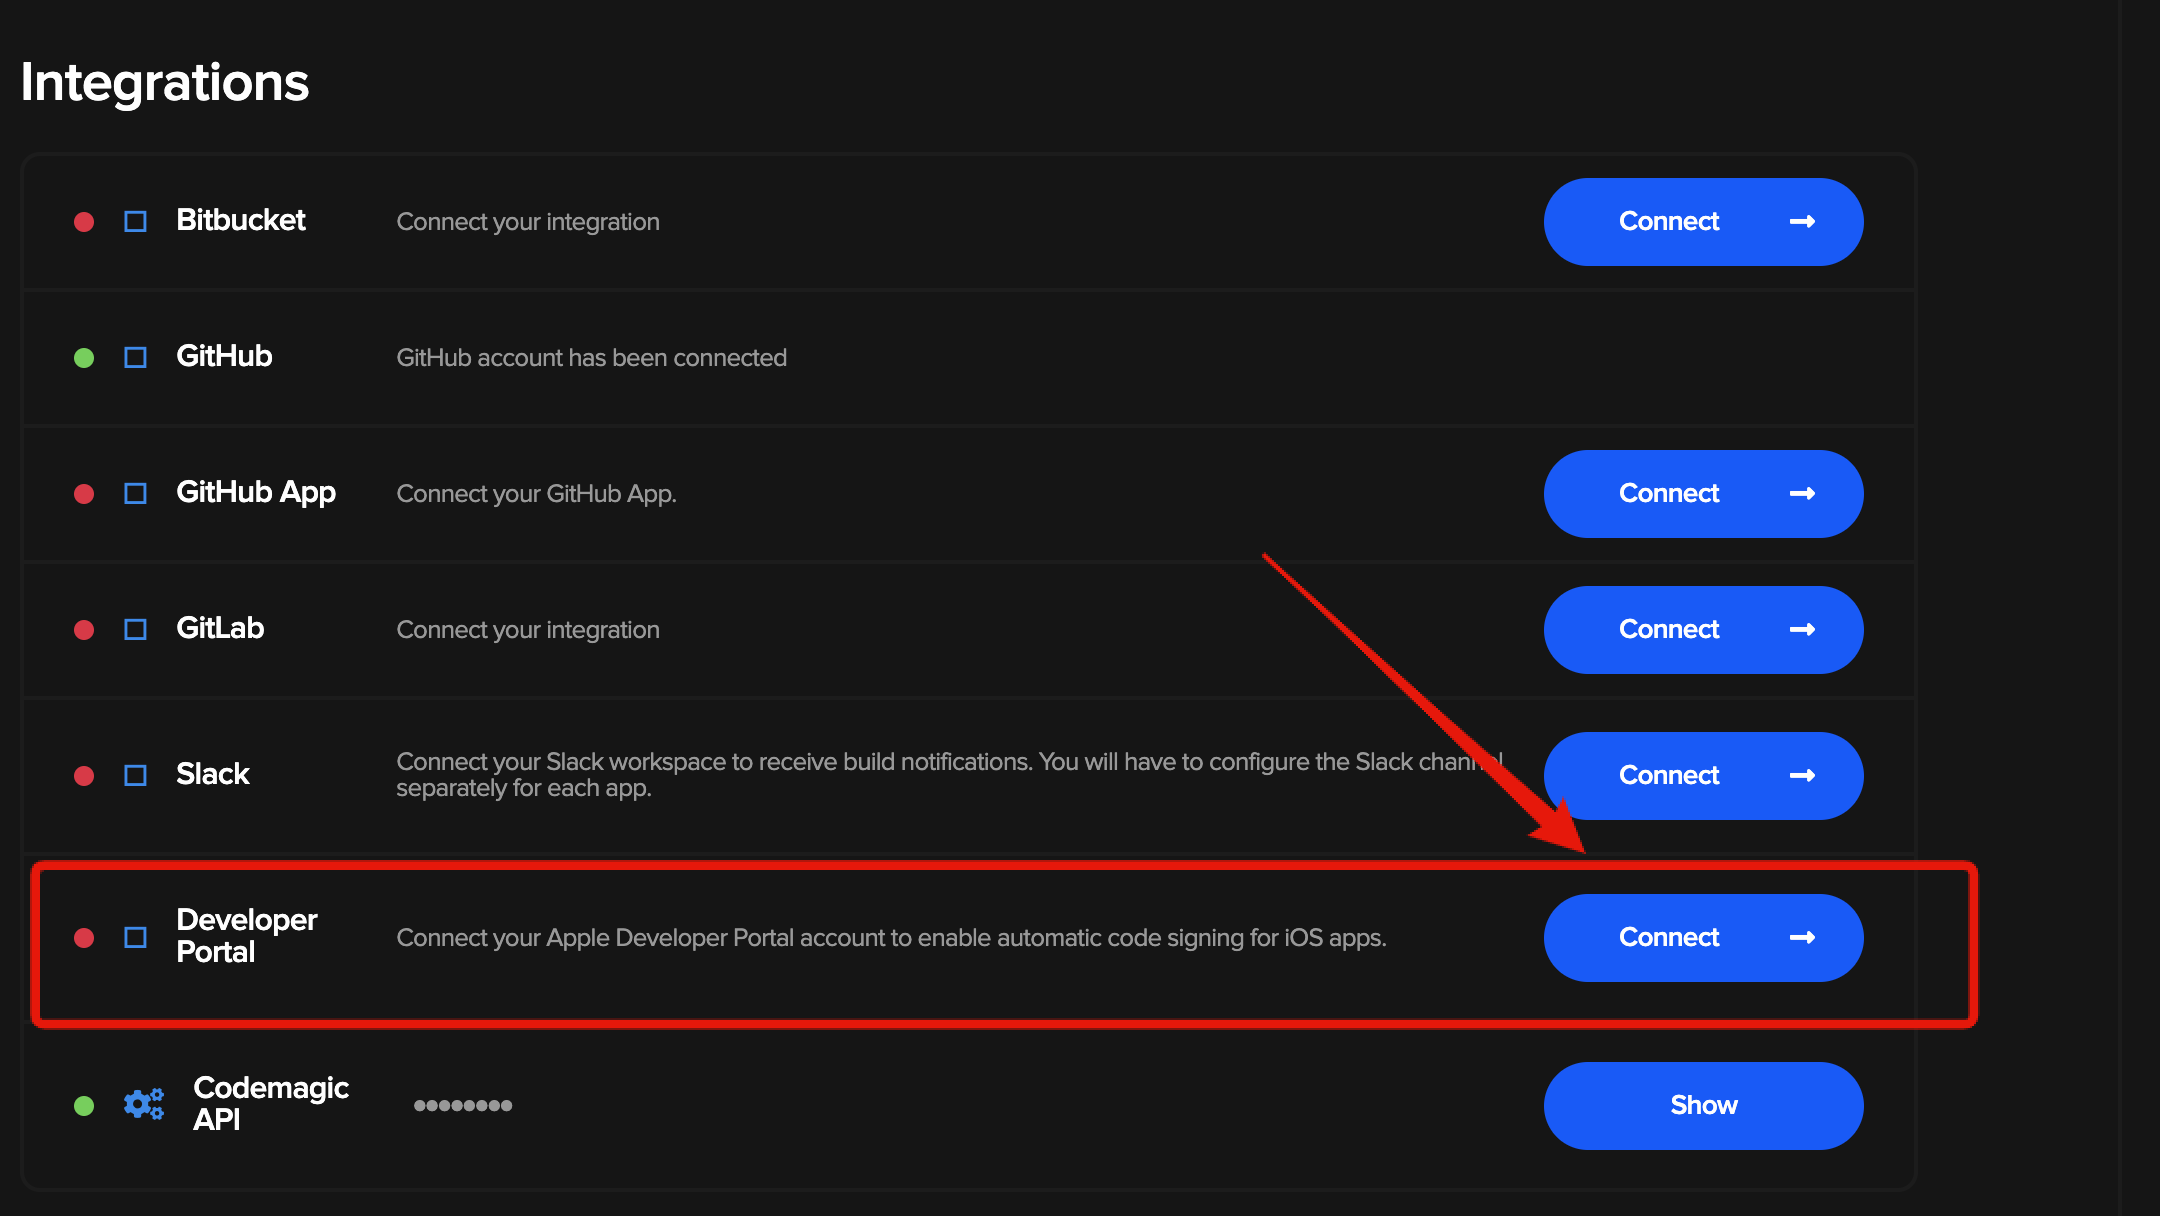 Integrations
Bitbucket
Connect your integration
Connect
GitHub
GitHub account has been connected
GitHub App
Connect your GitHub App.
Connect
GitLab
Connect your integration
Connect
Slack
Connect your Slack workspace to receive build notifications. You will have to configure the Slack channel
separately for each app.
Connect
Developer
Portal
Connect your Apple Developer Portal account to enable automatic code signing for iOS apps.
Connect
Codemagic
API
••••••••
Show